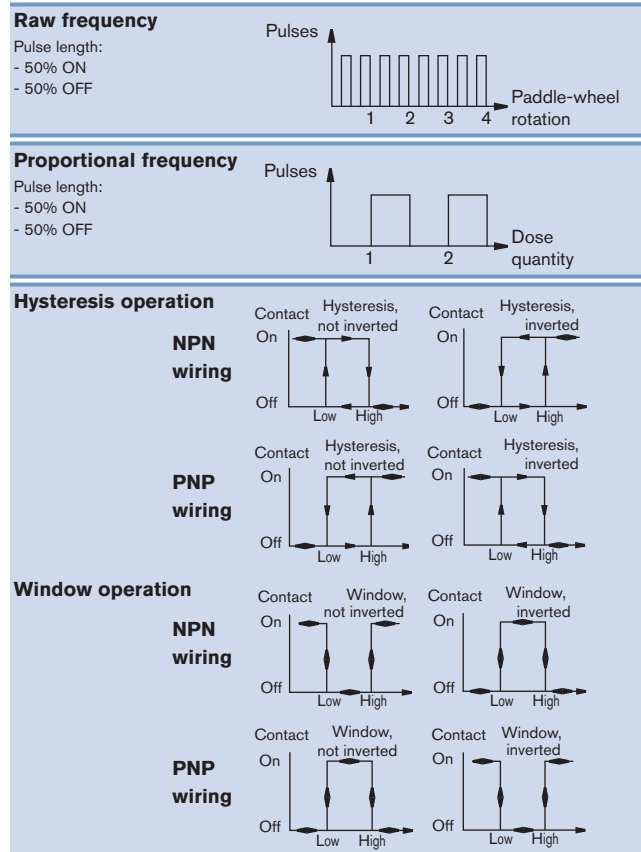 Raw frequency
Pulse length:
- 50% ON
- 50% OFF
Pulses
1 2 3 4
Paddle-wheel
rotation
Proportional frequency
Pulse length:
- 50% ON
- 50% OFF
Pulses
1 2
Dose
quantity
Hysteresis operation
NPN
wiring
Contact
Hysteresis,
not inverted
On
Off
Low High
Contact
Hysteresis,
inverted
On
Off
Low High
PNP
wiring
Contact
Hysteresis,
not inverted
On
Off
Low High
Contact
Hysteresis,
inverted
On
Off
Low High
Window operation
NPN
wiring
Contact
Window,
not inverted
On
Off
Low High
Contact
Window,
inverted
On
Off
Low High
PNP
wiring
Contact
Window,
not inverted
On
Off
Low High
Contact
Window,
inverted
On
Off
Low High